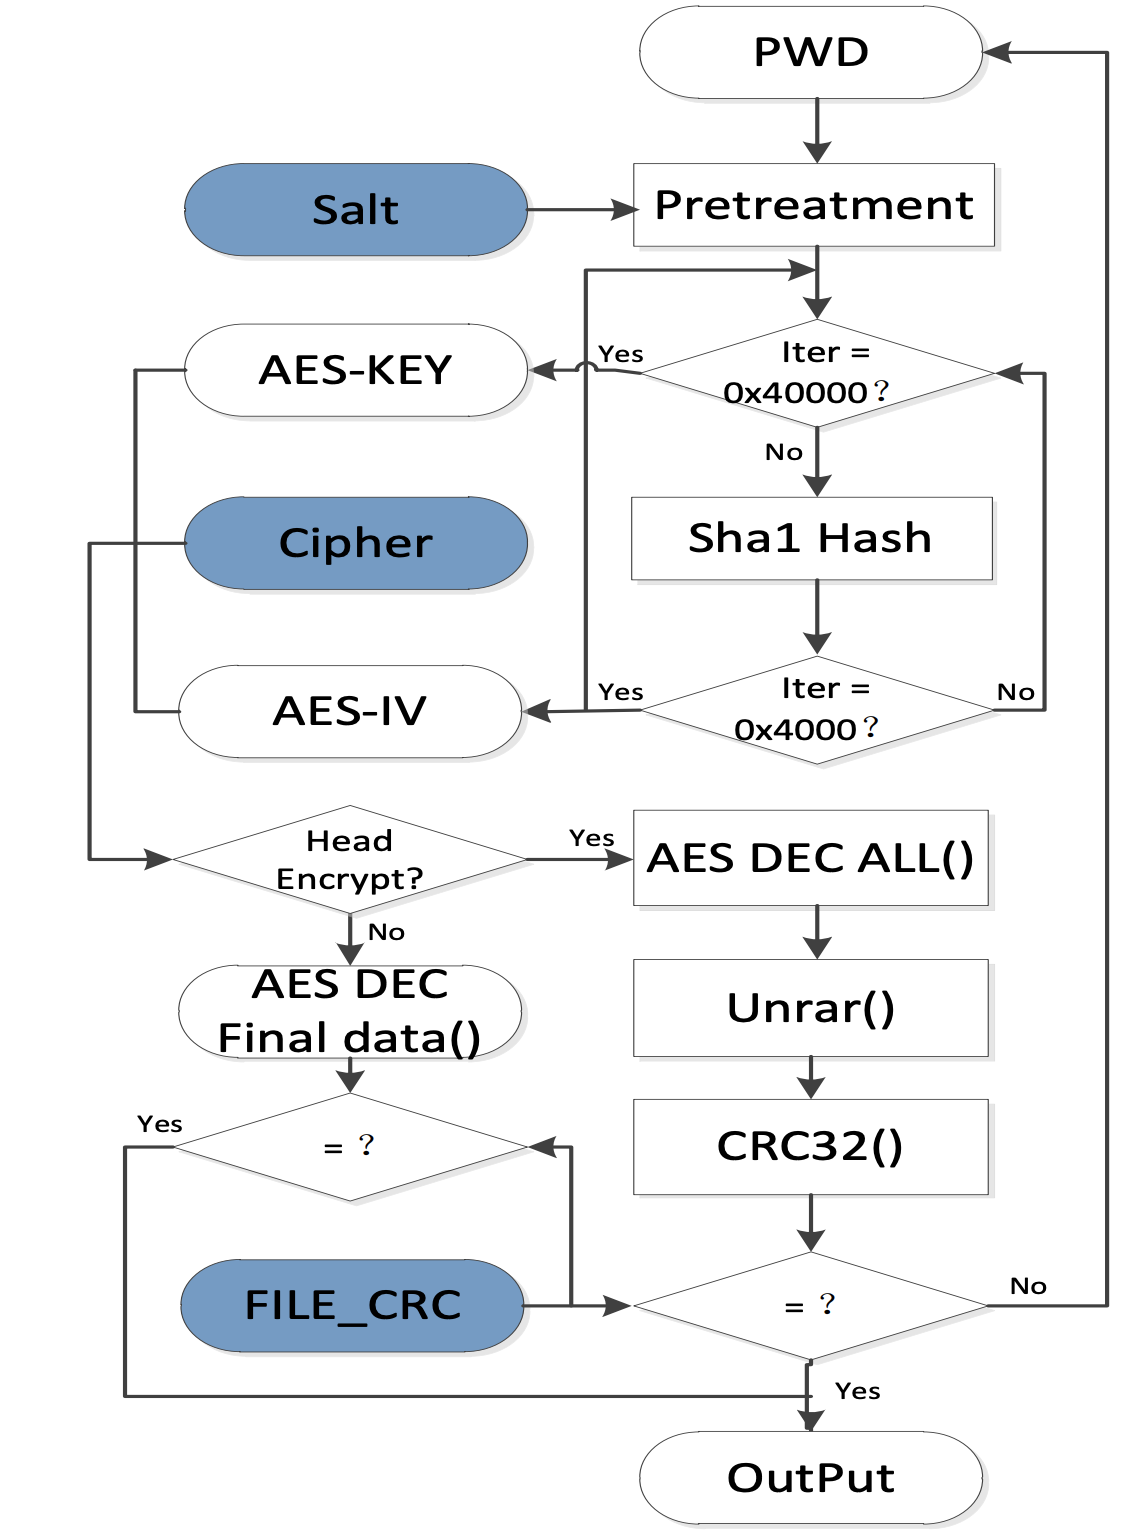 PWD
Salt
Pretreatment
Iter =
0x40000？
Yes
AES-KEY
No
Cipher
Sha1 Hash
AES-IV
Yes
Iter =
0x4000？
No
Head
Encrypt?
Yes
AES DEC ALL()
No
AES DEC
Final data()
Unrar()
Yes
= ？
CRC32()
FILE_CRC
= ？
No
Yes
OutPut